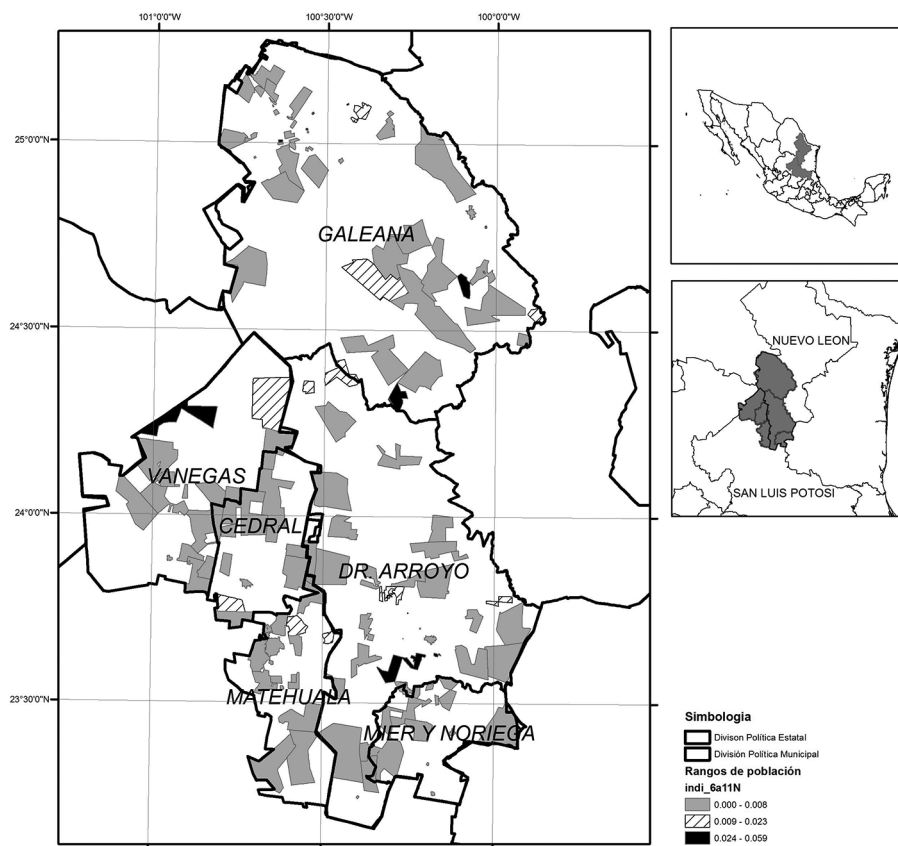 101°0'0"W
100°30'0"W
100°0'0"W
25°0'0"N
24°30'0"N
24°0'0"N
23°30'0"N
GALEANA
VANEGAS
CEDRAL
DR. ARROYO
MATEHUALA
MIER Y NORIEGA
NUEVO LEON
SAN LUIS POTOSI
Simbologia
Divison Política Estatal
División Política Municipal
Rangos de población
indi_6a11N
0.000 - 0.008
0.009 - 0.023
0.024 - 0.059